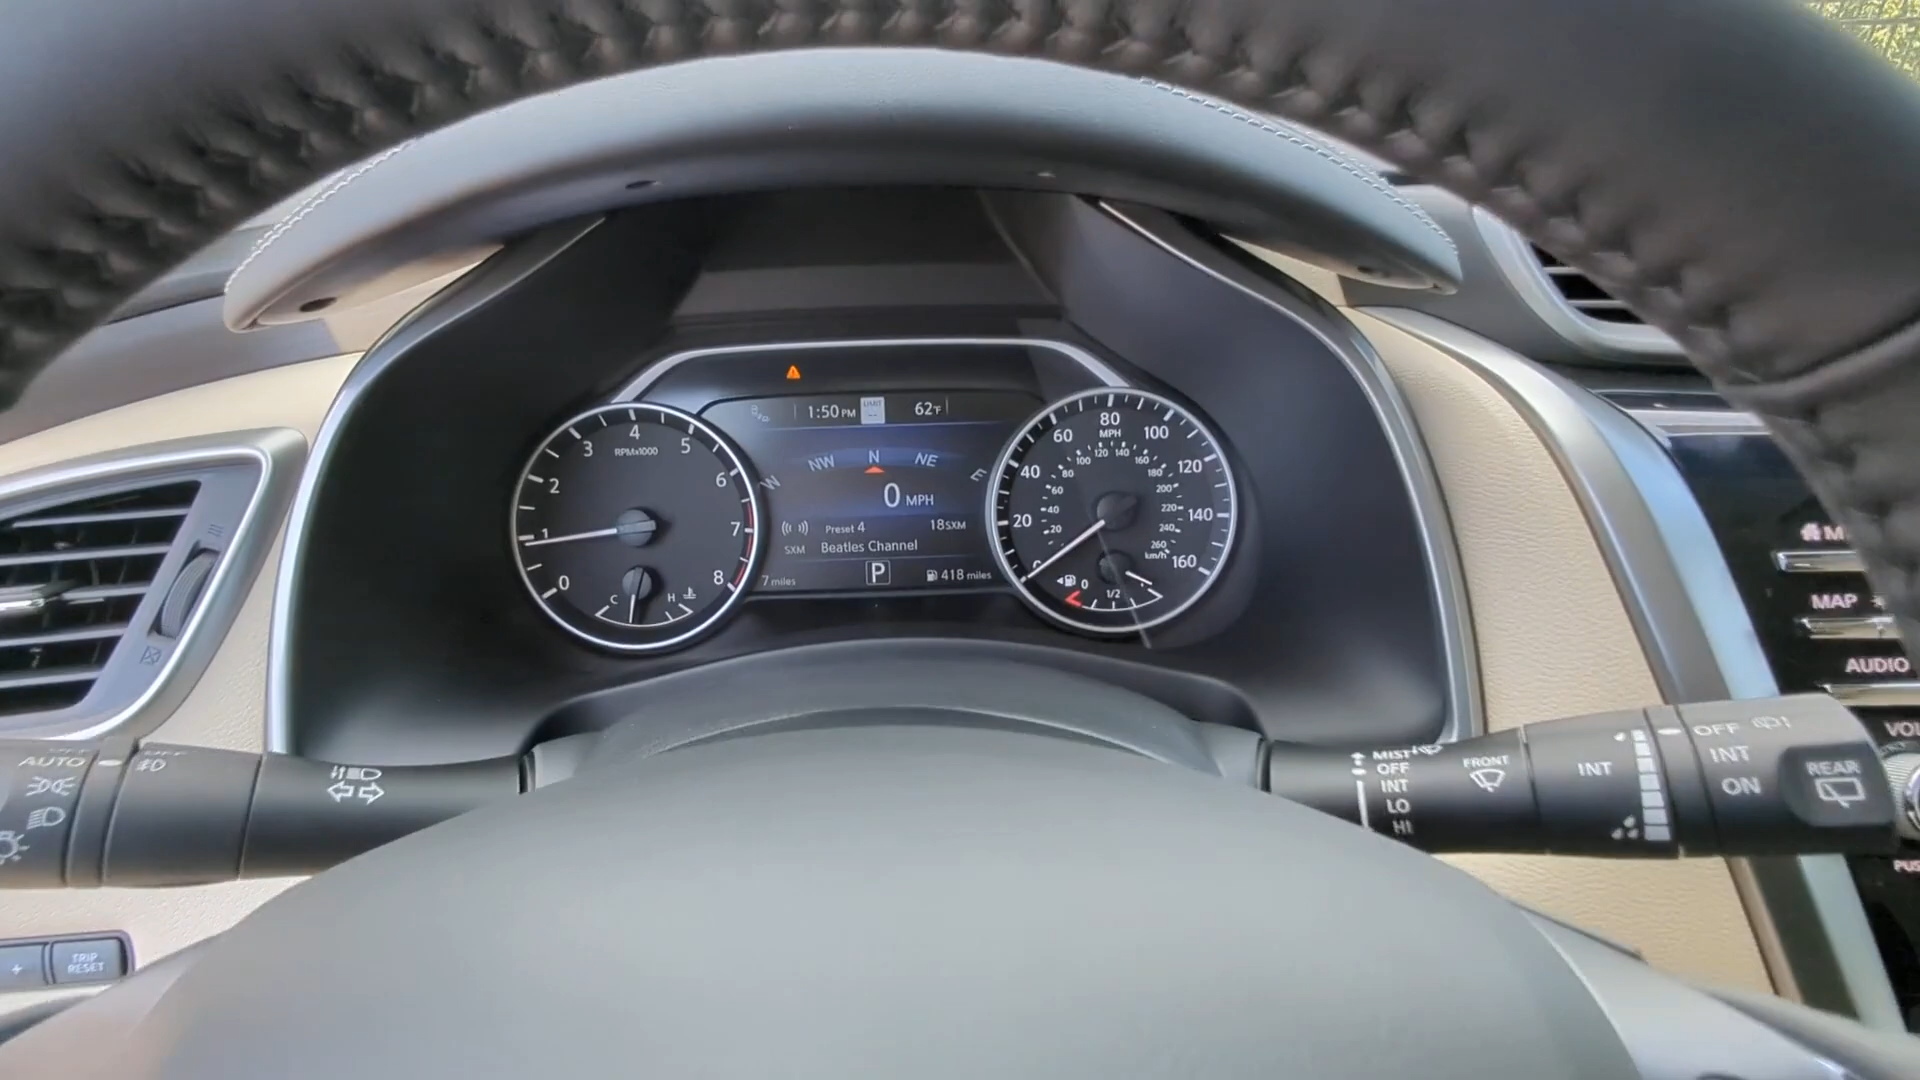 1:50 PM LIMIT -- 62°F
W NW N NE E
0 MPH
Preset 4 18SXM
SXM Beatles Channel
7 miles P 418 miles
0 1 2 3 4 5 6 7 8
RPMx1000
C H
0 20 40 60 80 100 120 140 160
MPH
20 40 60 80 100 120 140 160 180 200 220 240 260
km/h
0 1/2
MAP
AUDIO
AUTO
MIST
OFF
INT
LO
HI
FRONT
INT
OFF
INT
ON
REAR
+
TRIP
RESET